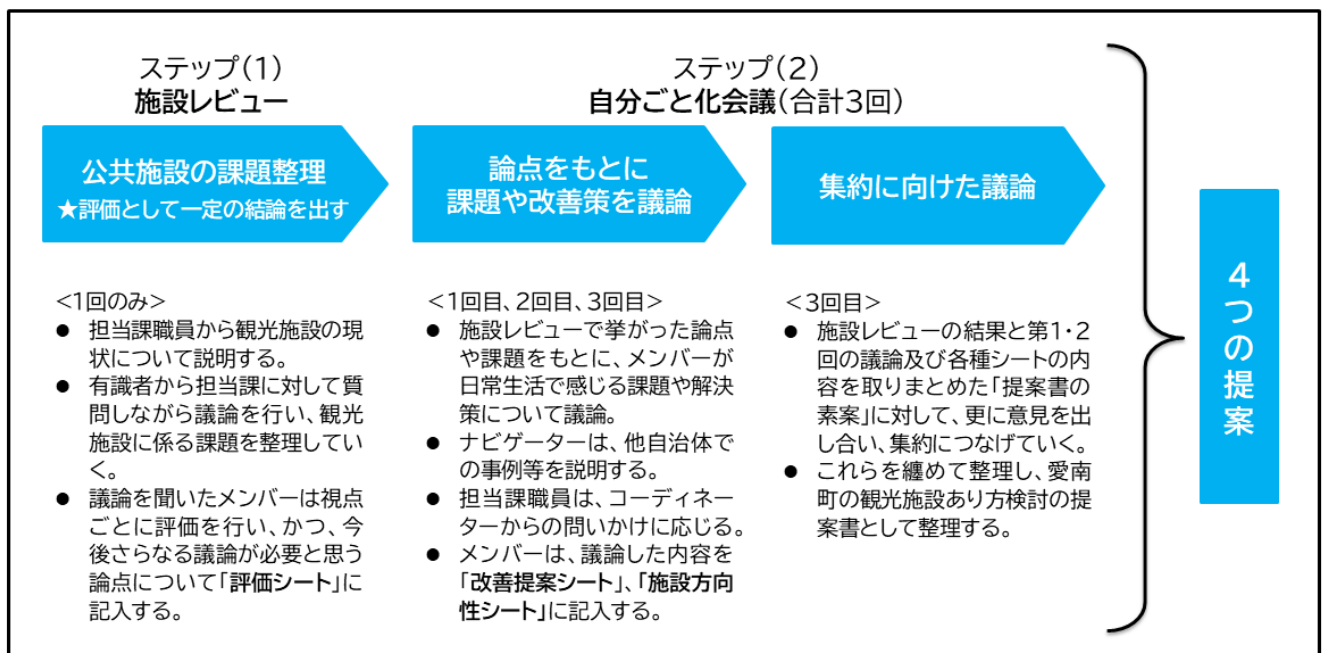 ステップ(1)
施設レビュー
ステップ(2)
自分ごと化会議(合計3回)
公共施設の課題整理
★評価として一定の結論を出す
論点をもとに
課題や改善策を議論
集約に向けた議論
<1回のみ>
● 担当課職員から観光施設の現
状について説明する。
● 有識者から担当課に対して質
問しながら議論を行い、観光
施設に係る課題を整理してい
く。
● 議論を聞いたメンバーは視点
ごとに評価を行い、かつ、今
後さらなる議論が必要と思う
論点について「評価シート」に
記入する。
<1回目、2回目、3回目>
● 施設レビューで挙がった論点
や課題をもとに、メンバーが
日常生活で感じる課題や解決
策について議論。
● ナビゲーターは、他自治体で
の事例等を説明する。
● 担当課職員は、コーディネー
ターからの問いかけに応じる。
● メンバーは、議論した内容を
「改善提案シート」、「施設方向
性シート」に記入する。
<3回目>
● 施設レビューの結果と第1・2
回の議論及び各種シートの内
容を取りまとめた「提案書の
素案」に対して、更に意見を出
し合い、集約につなげていく。
● これらを纏めて整理し、愛南
町の観光施設あり方検討の提
案書として整理する。
4つの提案